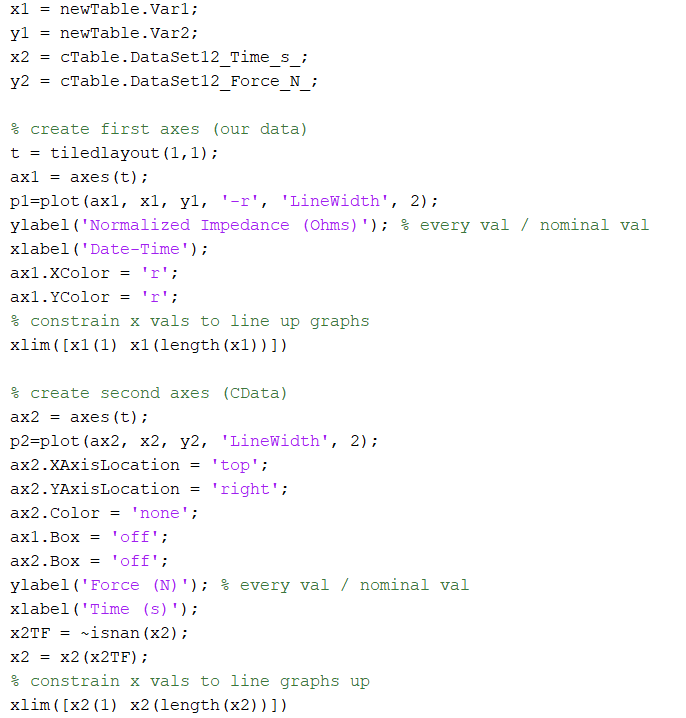 x1 = newTable.Var1;
y1 = newTable.Var2;
x2 = cTable.DataSet12_Time_s_;
y2 = cTable.DataSet12_Force_N_;
% create first axes (our data)
t = tiledlayout(1,1);
ax1 = axes(t);
p1=plot(ax1, x1, y1, '-r', 'LineWidth', 2);
ylabel('Normalized Impedance (Ohms)'); % every val / nominal val
xlabel('Date-Time');
ax1.XColor = 'r';
ax1.YColor = 'r';
% constrain x vals to line up graphs
xlim([x1(1) x1(length(x1))])
% create second axes (CData)
ax2 = axes(t);
p2=plot(ax2, x2, y2, 'LineWidth', 2);
ax2.XAxisLocation = 'top';
ax2.YAxisLocation = 'right';
ax2.Color = 'none';
ax1.Box = 'off';
ax2.Box = 'off';
ylabel('Force (N)'); % every val / nominal val
xlabel('Time (s)');
x2TF = ~isnan(x2);
x2 = x2(x2TF);
% constrain x vals to line graphs up
xlim([x2(1) x2(length(x2))])